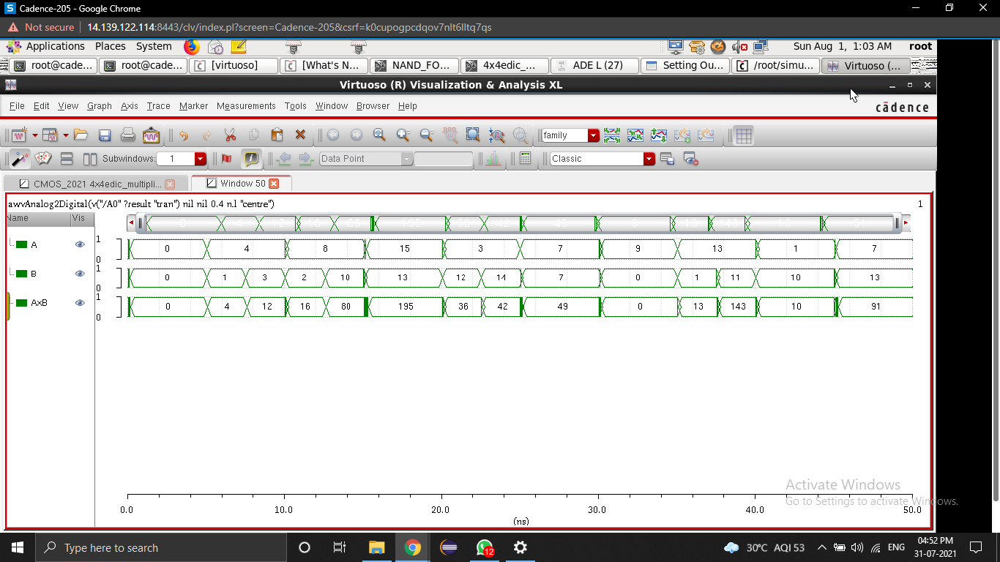 Cadence-205 - Google Chrome
Not secure 14.139.122.114:8443/clv/index.pl?screen=Cadence-205&csrf=k0cupogpcdqov7nlt6lltq7qs
Applications Places System Sun Aug 1, 1:03 AM root
root@cade... root@cade... [virtuoso] [What's N... NAND_FO... 4x4edic_... ADE L (27) Setting Ou... /root/simu... Virtuoso (...
Virtuoso (R) Visualization & Analysis XL
File Edit View Graph Axis Trace Marker Measurements Tools Window Browser Help cādence
family
Subwindows: 1 Data Point Classic
CMOS_2021 4x4edic_multipli... Window 50
awvAnalog2Digital(v("/A0" ?result "tran") nil nil 0.4 n.l "centre") 1
Name Vis
A 1 0 0 4 8 15 3 7 9 13 1 7
B 1 0 0 1 3 2 10 13 12 14 7 0 1 11 10 13
AxB 1 0 0 4 12 16 80 195 36 42 49 0 13 143 10 91
0.0 10.0 20.0 30.0 40.0 50.0
(ns)
Activate Windows
Go to Settings to activate Windows.
Type here to search 12 30°C AQI 53 ENG 04:52 PM
31-07-2021